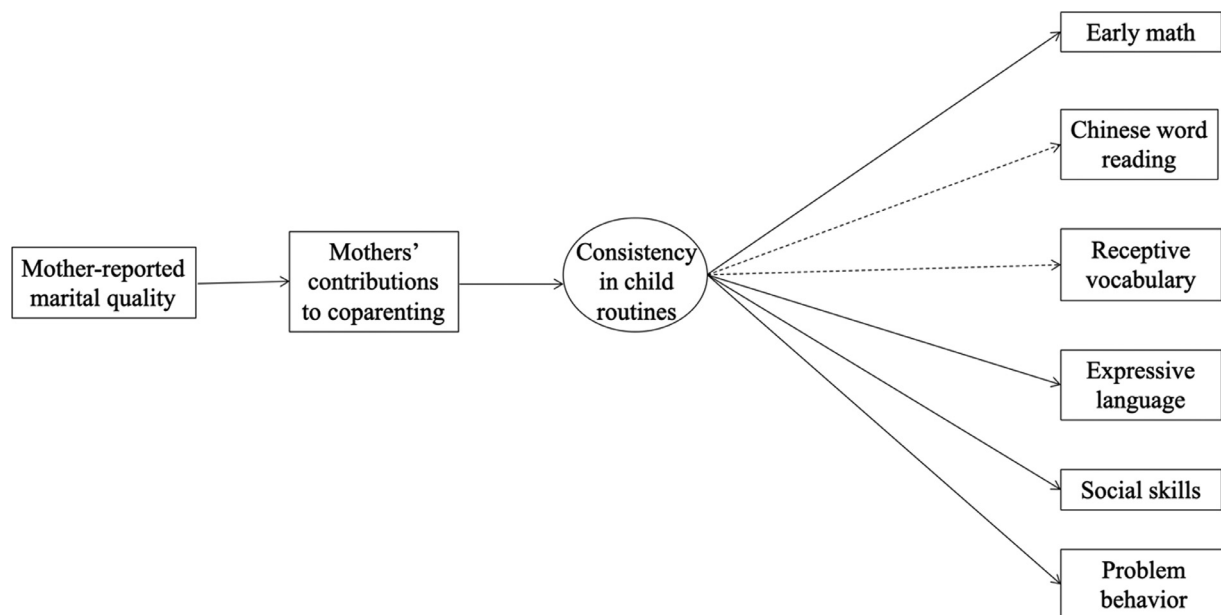 Mother-reported
marital quality
Mothers'
contributions
to coparenting
Consistency
in child
routines
Early math
Chinese word
reading
Receptive
vocabulary
Expressive
language
Social skills
Problem
behavior